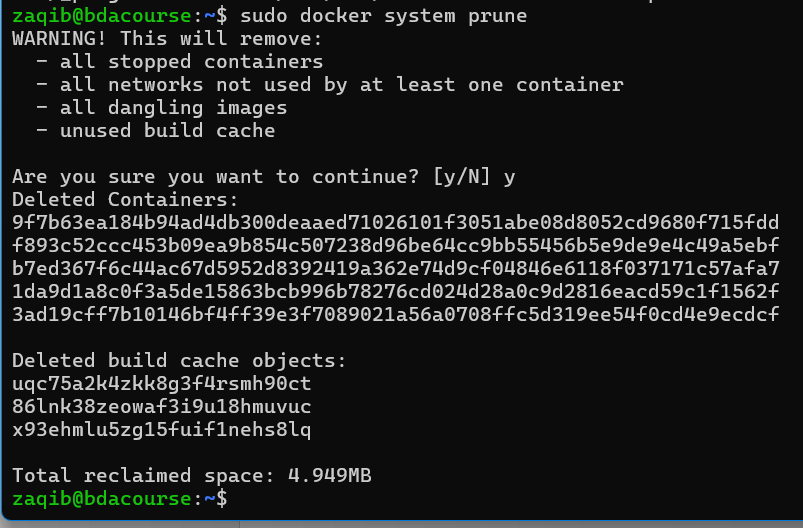 zaqib@bdacourse:~$ sudo docker system prune
WARNING! This will remove:
  - all stopped containers
  - all networks not used by at least one container
  - all dangling images
  - unused build cache

Are you sure you want to continue? [y/N] y
Deleted Containers:
9f7b63ea184b94ad4db300deaaed71026101f3051abe08d8052cd9680f715fdd
f893c52ccc453b09ea9b854c507238d96be64cc9bb55456b5e9de9e4c49a5ebf
b7ed367f6c44ac67d5952d8392419a362e74d9cf04846e6118f037171c57afa7
1da9d1a8c0f3a5de15863bcb996b78276cd024d28a0c9d2816eacd59c1f1562f
3ad19cff7b10146bf4ff39e3f7089021a56a0708ffc5d319ee54f0cd4e9ecdcf

Deleted build cache objects:
uqc75a2k4zkk8g3f4rsmh90ct
86lnk38zeowaf3i9u18hmuvuc
x93ehmlu5zg15fuif1nehs8lq

Total reclaimed space: 4.949MB
zaqib@bdacourse:~$